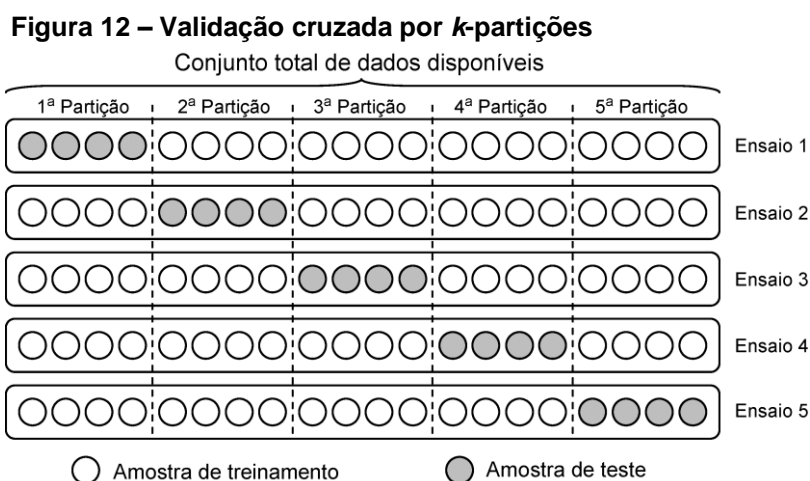 Figura 12 – Validação cruzada por k-partições
Conjunto total de dados disponíveis
1ª Partição 2ª Partição 3ª Partição 4ª Partição 5ª Partição
Ensaio 1
Ensaio 2
Ensaio 3
Ensaio 4
Ensaio 5
Amostra de treinamento Amostra de teste